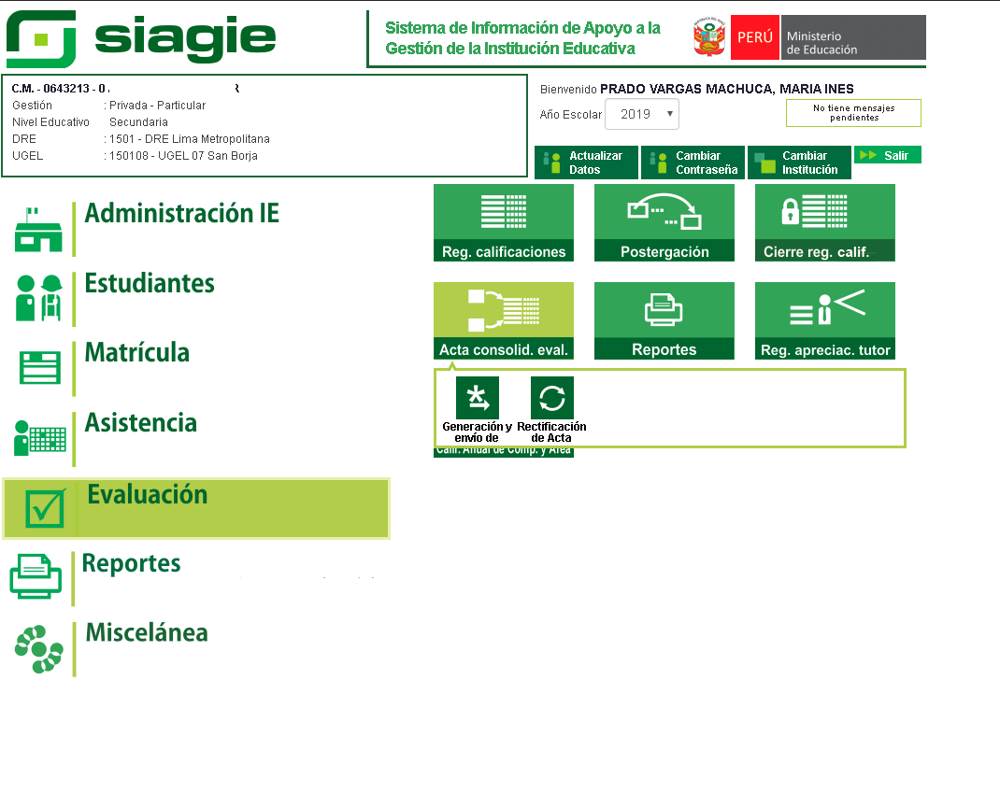 siagie
Sistema de Información de Apoyo a la
Gestión de la Institución Educativa
PERÚ
Ministerio
de Educación
C.M. - 0643213 - 0
Gestión : Privada - Particular
Nivel Educativo Secundaria
DRE : 1501 - DRE Lima Metropolitana
UGEL : 150108 - UGEL 07 San Borja
Bienvenido PRADO VARGAS MACHUCA, MARIA INES
Año Escolar 2019
No tiene mensajes
pendientes
Actualizar
Datos
Cambiar
Contraseña
Cambiar
Institución
Salir
Administración IE
Estudiantes
Matrícula
Asistencia
Evaluación
Reportes
Miscelánea
Reg. calificaciones
Postergación
Cierre reg. calif.
Acta consolid. eval.
Reportes
Reg. apreciac. tutor
Generación y
envío de
Rectificación
de Acta
Calif. Anual de Comp. y Area